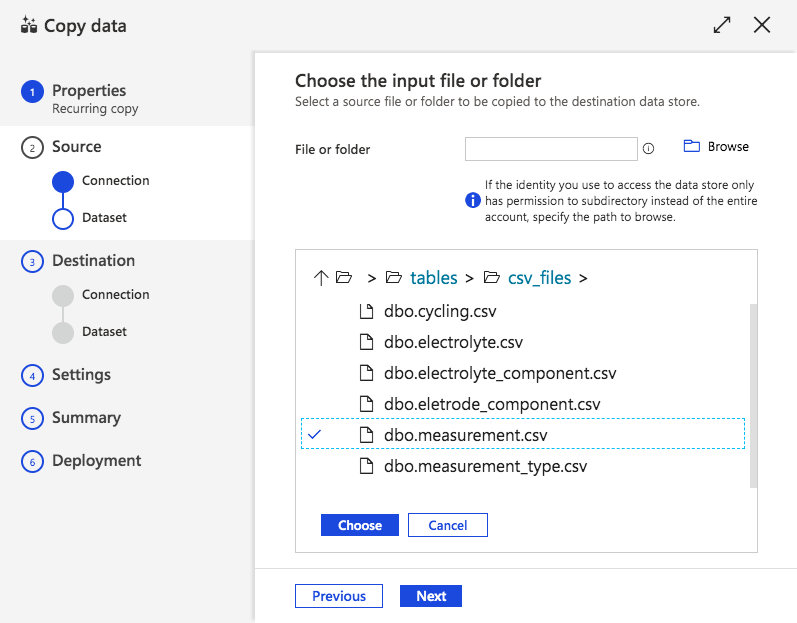 Copy data
1 Properties
Recurring copy
2 Source
Connection
Dataset
3 Destination
Connection
Dataset
4 Settings
5 Summary
6 Deployment
Choose the input file or folder
Select a source file or folder to be copied to the destination data store.
File or folder
Browse
If the identity you use to access the data store only
has permission to subdirectory instead of the entire
account, specify the path to browse.
> tables > csv_files >
dbo.cycling.csv
dbo.electrolyte.csv
dbo.electrolyte_component.csv
dbo.eletrode_component.csv
dbo.measurement.csv
dbo.measurement_type.csv
Choose Cancel
Previous Next